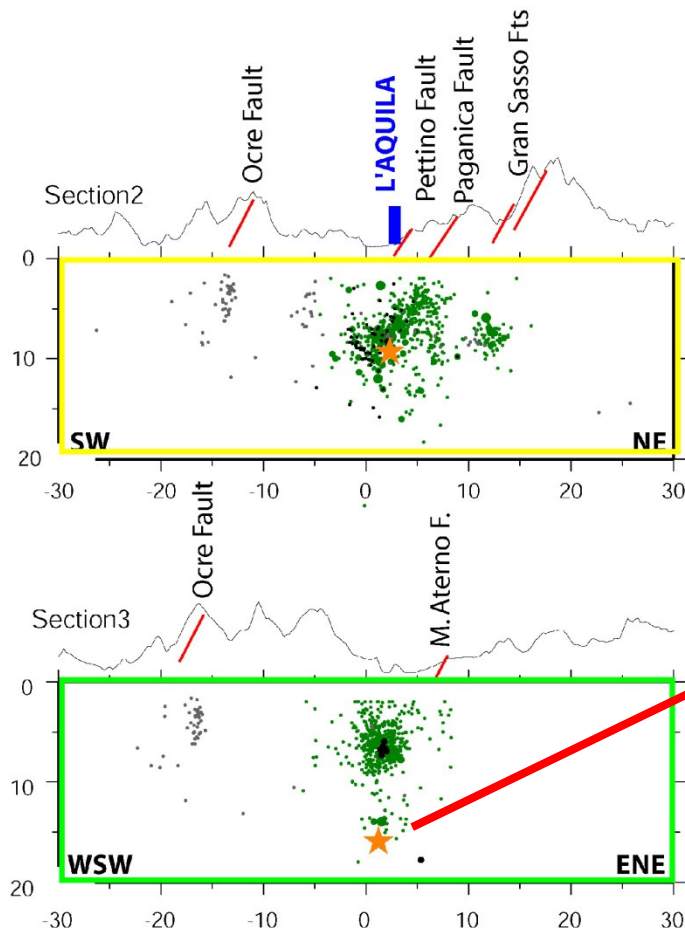 Ocre Fault
L'AQUILA
Pettino Fault
Paganica Fault
Gran Sasso Fts
Section2
0
10
20
SW
NE
-30 -20 -10 0 10 20 30
Ocre Fault
M. Aterno F.
Section3
0
10
20
WSW
ENE
-30 -20 -10 0 10 20 30